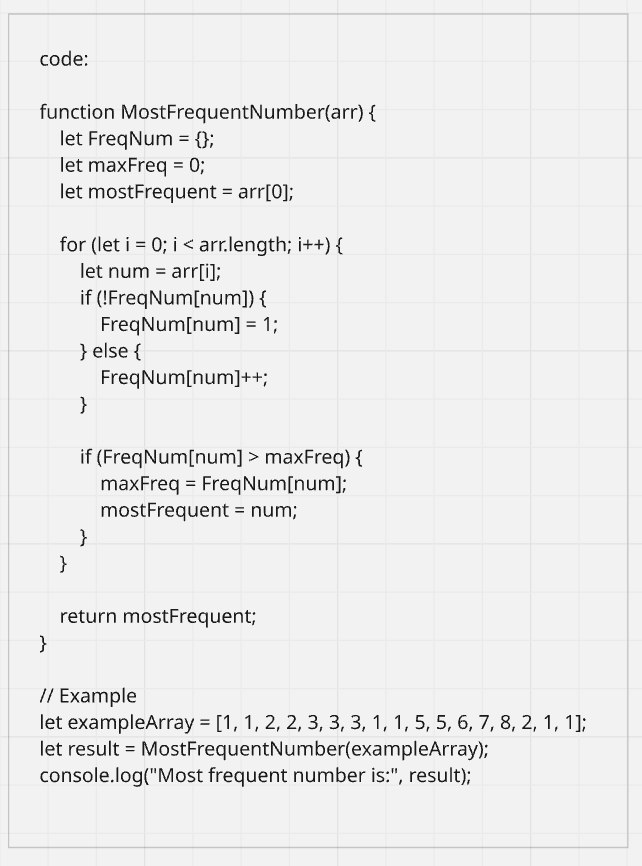 code:
function MostFrequentNumber(arr) {
    let FreqNum = {};
    let maxFreq = 0;
    let mostFrequent = arr[0];
    for (let i = 0; i < arr.length; i++) {
        let num = arr[i];
        if (!FreqNum[num]) {
            FreqNum[num] = 1;
        } else {
            FreqNum[num]++;
        }
        if (FreqNum[num] > maxFreq) {
            maxFreq = FreqNum[num];
            mostFrequent = num;
        }
    }
    return mostFrequent;
}
// Example
let exampleArray = [1, 1, 2, 2, 3, 3, 3, 1, 1, 5, 5, 6, 7, 8, 2, 1, 1];
let result = MostFrequentNumber(exampleArray);
console.log("Most frequent number is:", result);